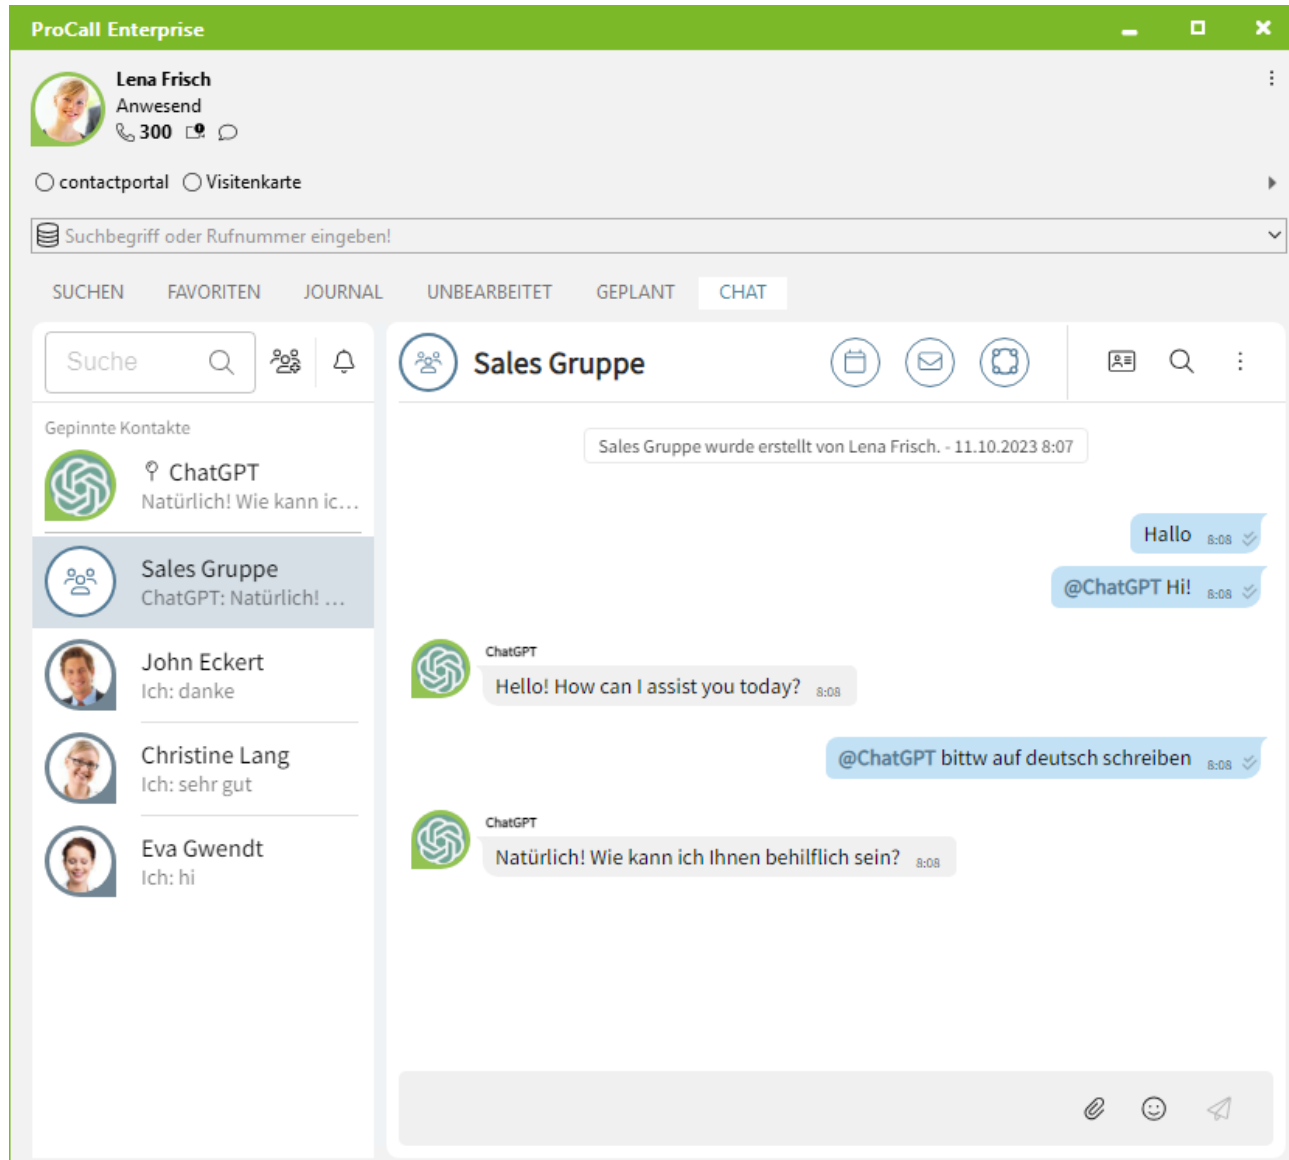 ProCall Enterprise
Lena Frisch
Anwesend
300
contactportal Visitenkarte
Suchbegriff oder Rufnummer eingeben!
SUCHEN FAVORITEN JOURNAL UNBEARBEITET GEPLANT CHAT
Suche
Sales Gruppe
Gepinnte Kontakte
ChatGPT
Natürlich! Wie kann ic...
Sales Gruppe
ChatGPT: Natürlich! ...
John Eckert
Ich: danke
Christine Lang
Ich: sehr gut
Eva Gwendt
Ich: hi
Sales Gruppe wurde erstellt von Lena Frisch. - 11.10.2023 8:07
Hallo 8:08
@ChatGPT Hi! 8:08
ChatGPT
Hello! How can I assist you today? 8:08
@ChatGPT bittw auf deutsch schreiben 8:08
ChatGPT
Natürlich! Wie kann ich Ihnen behilflich sein? 8:08